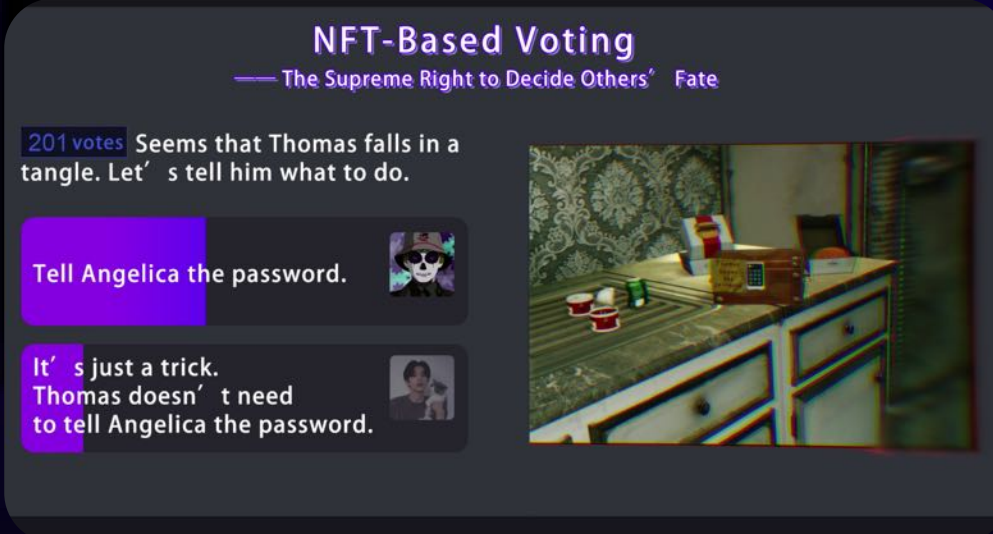 NFT-Based Voting
—— The Supreme Right to Decide Others’ Fate
201 votes Seems that Thomas falls in a
tangle. Let’s tell him what to do.
Tell Angelica the password.
It’s just a trick.
Thomas doesn’t need
to tell Angelica the password.